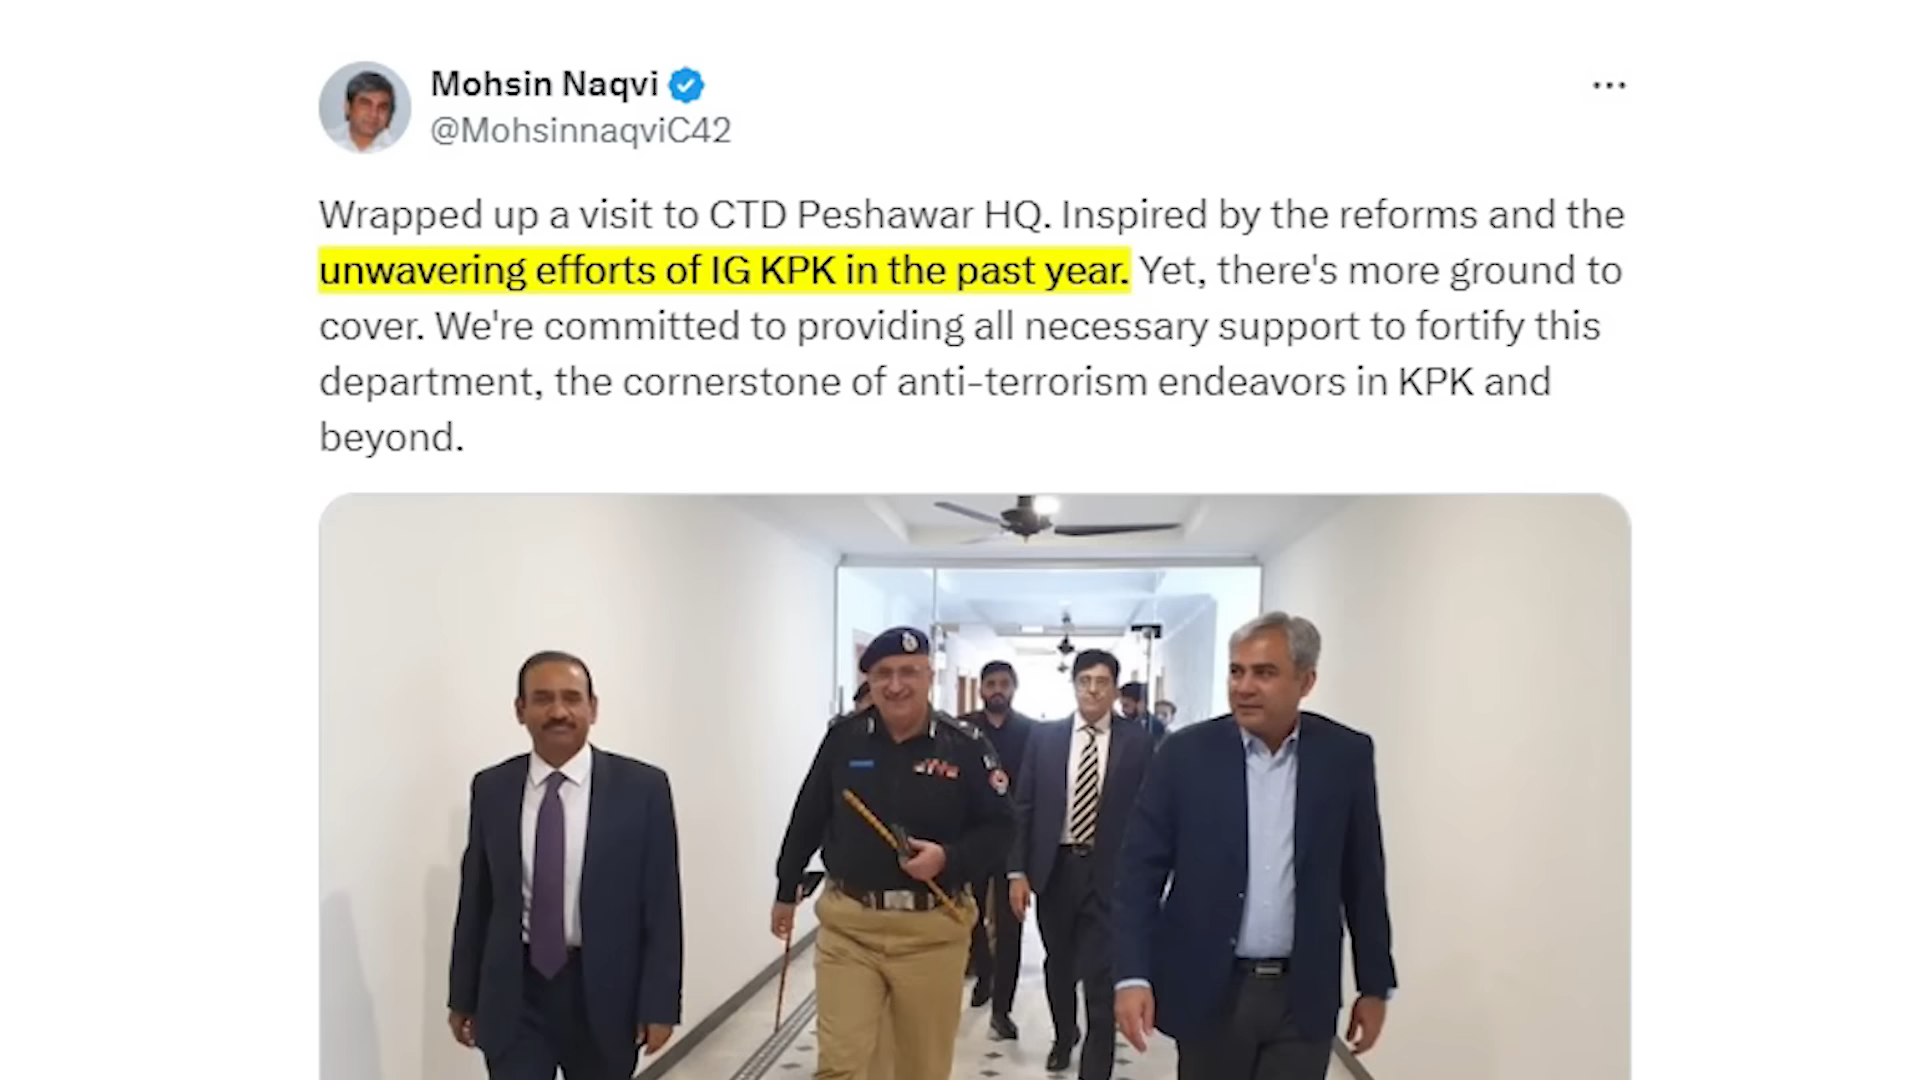 Mohsin Naqvi
@MohsinnaqviC42
Wrapped up a visit to CTD Peshawar HQ. Inspired by the reforms and the
unwavering efforts of IG KPK in the past year. Yet, there's more ground to
cover. We're committed to providing all necessary support to fortify this
department, the cornerstone of anti-terrorism endeavors in KPK and
beyond.